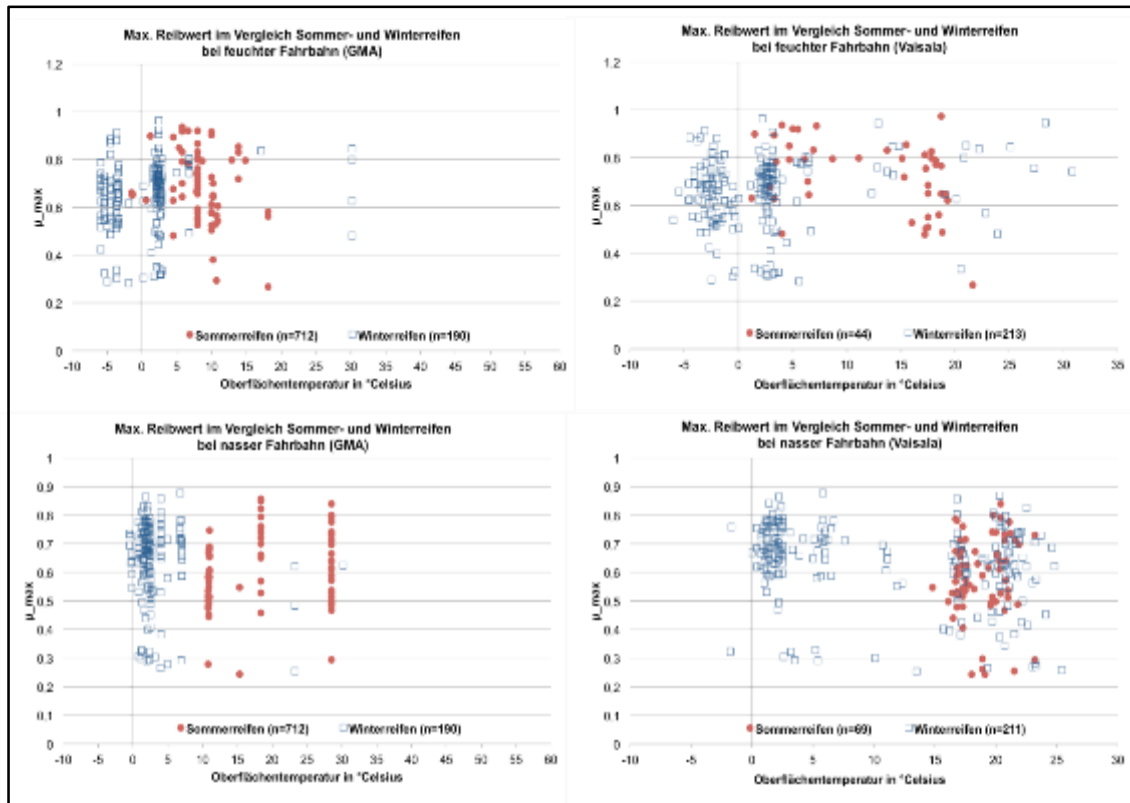 Max. Reibwert im Vergleich Sommer- und Winterreifen
bei feuchter Fahrbahn (GMA)
1.2
1
0.8
0.6
0.4
0.2
0
µ_max
-10 -5 0 5 10 15 20 25 30 35 40 45 50 55 60
Sommerreifen (n=712) Winterreifen (n=190)
Oberflächentemperatur in °Celsius
Max. Reibwert im Vergleich Sommer- und Winterreifen
bei feuchter Fahrbahn (Vaisala)
1.2
1
0.8
0.6
0.4
0.2
0
µ_max
-10 -5 0 5 10 15 20 25 30 35
Sommerreifen (n=44) Winterreifen (n=213)
Oberflächentemperatur in °Celsius
Max. Reibwert im Vergleich Sommer- und Winterreifen
bei nasser Fahrbahn (GMA)
1
0.9
0.8
0.7
0.6
0.5
0.4
0.3
0.2
0.1
0
µ_max
-10 -5 0 5 10 15 20 25 30 35 40 45 50 55 60
Sommerreifen (n=712) Winterreifen (n=190)
Oberflächentemperatur in °Celsius
Max. Reibwert im Vergleich Sommer- und Winterreifen
bei nasser Fahrbahn (Vaisala)
1
0.9
0.8
0.7
0.6
0.5
0.4
0.3
0.2
0.1
0
µ_max
-10 -5 0 5 10 15 20 25 30
Sommerreifen (n=69) Winterreifen (n=211)
Oberflächentemperatur in °Celsius